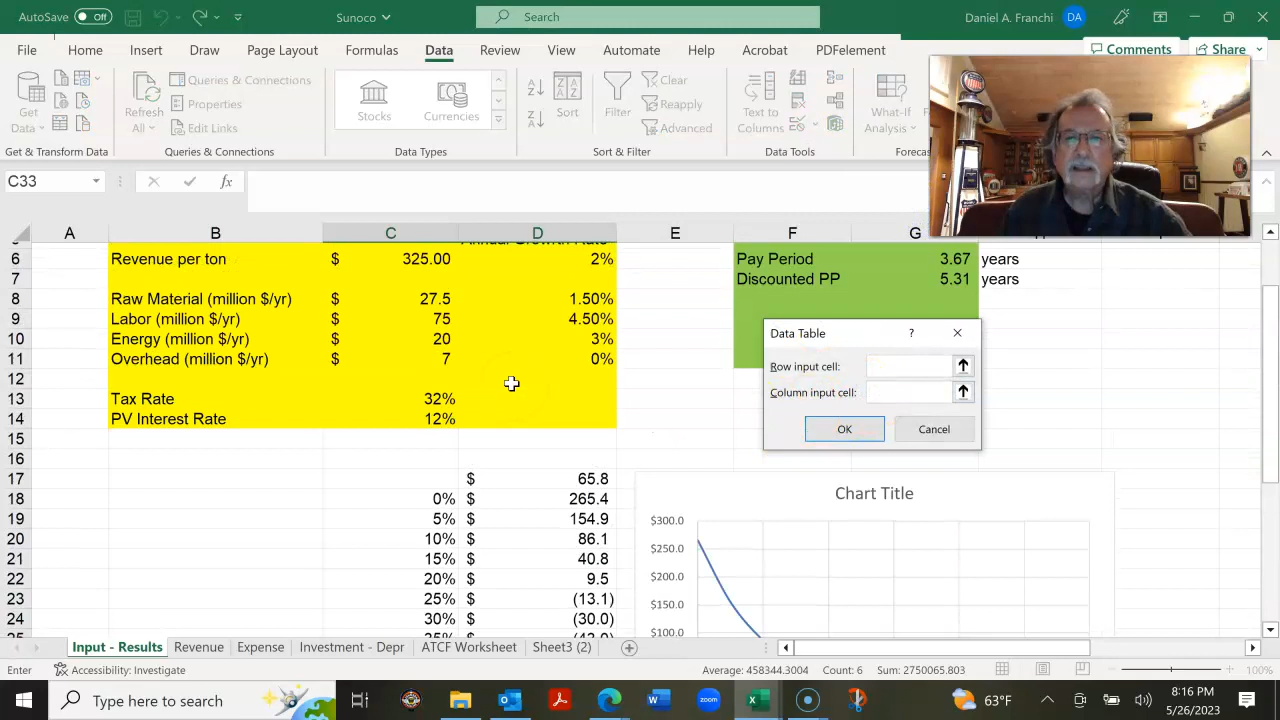 AutoSave Off Sunoco Search Daniel A. Franchi DA
File Home Insert Draw Page Layout Formulas Data Review View Automate Help Acrobat PDFelement Comments Share
Get Data Refresh All Queries & Connections Properties Edit Links Stocks Currencies Sort Filter Clear Reapply Advanced Text to Columns What-If Analysis
Get & Transform Data Queries & Connections Data Types Sort & Filter Data Tools Forecas
C33 fx
A B C D E F G
6 Revenue per ton $ 325.00 2% Pay Period 3.67 years
7 Discounted PP 5.31 years
8 Raw Material (million $/yr) $ 27.5 1.50%
9 Labor (million $/yr) $ 75 4.50%
10 Energy (million $/yr) $ 20 3%
11 Overhead (million $/yr) $ 7 0%
12
13 Tax Rate 32%
14 PV Interest Rate 12%
15
16
17 $ 65.8
18 0% $ 265.4
19 5% $ 154.9
20 10% $ 86.1
21 15% $ 40.8
22 20% $ 9.5
23 25% $ (13.1)
24 30% $ (30.0)
Data Table ? ×
Row input cell:
Column input cell:
OK Cancel
Chart Title
$300.0
$250.0
$200.0
$150.0
$100.0
Input - Results Revenue Expense Investment - Depr ATCF Worksheet Sheet3 (2)
Enter Accessibility: Investigate Average: 458344.3004 Count: 6 Sum: 2750065.803 100%
Type here to search 63°F 8:16 PM
5/26/2023